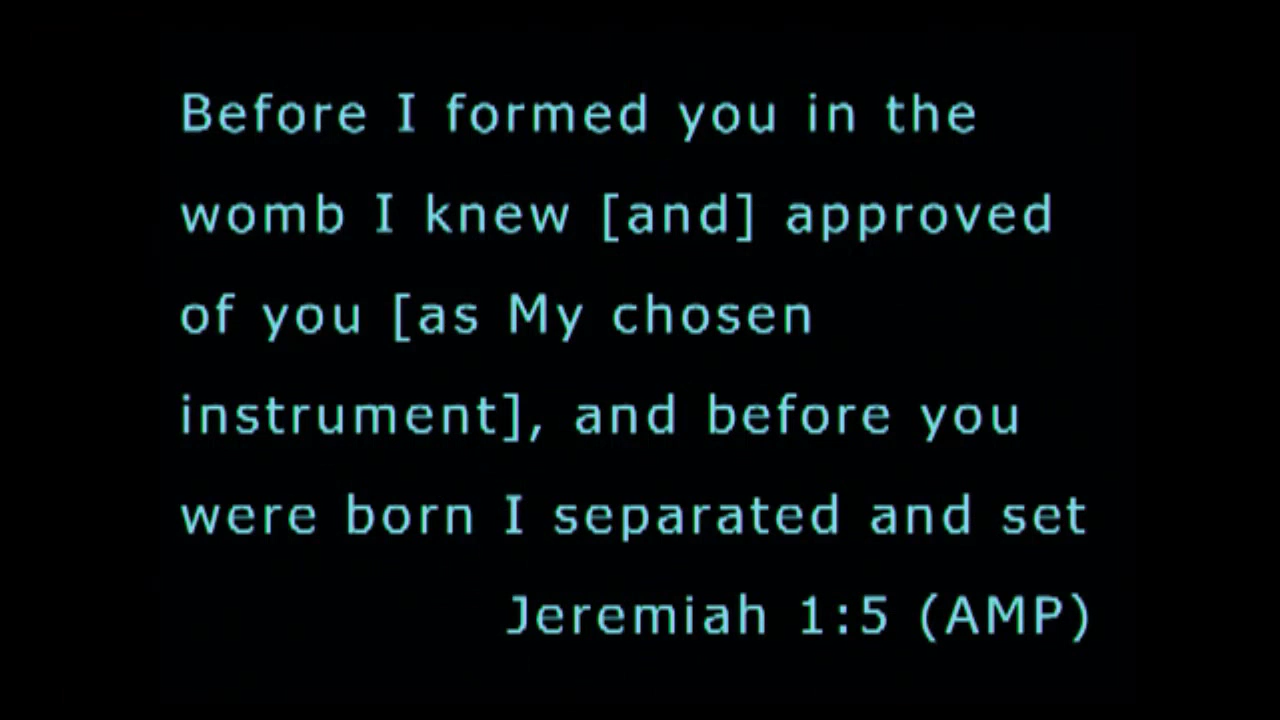 Before I formed you in the
womb I knew [and] approved
of you [as My chosen
instrument], and before you
were born I separated and set
Jeremiah 1:5 (AMP)